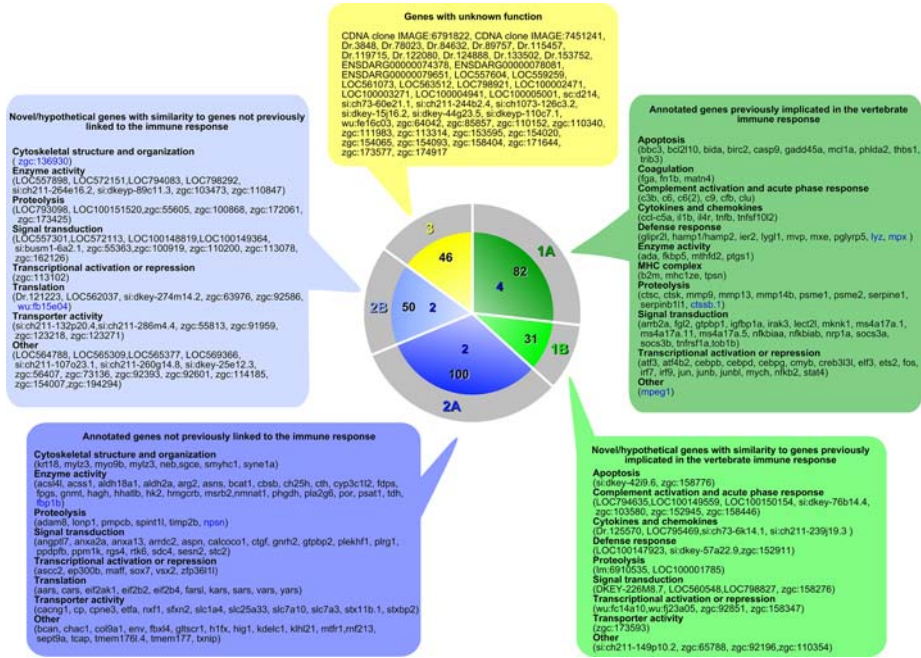 Genes with unknown function
CDNA clone IMAGE:6791822, CDNA clone IMAGE:7451241,
Dr.3848, Dr.78023, Dr.84632, Dr.89757, Dr.115457,
Dr.119715, Dr.122080, Dr.124888, Dr.133502, Dr.153752,
ENSDARG00000074378, ENSDARG00000078081,
ENSDARG00000079651, LOC557604, LOC559259,
LOC561073, LOC563512, LOC798921, LOC100002471,
LOC100003271, LOC100004941, LOC100005001, sc:d214,
si:ch73-60e21.1, si:ch211-244b2.4, si:ch1073-126c3.2,
si:dkey-15j16.2, si:dkey-44g23.5, si:dkeyp-110c7.1,
wu:fe16c03, zgc:64042, zgc:85857, zgc:110152, zgc:110340,
zgc:111983, zgc:113314, zgc:153595, zgc:154020,
zgc:154065, zgc:154093, zgc:158404, zgc:171644,
zgc:173577, zgc:174917
Novel/hypothetical genes with similarity to genes not previously
linked to the immune response
Cytoskeletal structure and organization
( zgc:136930)
Enzyme activity
(LOC557898, LOC572151,LOC794083, LOC798292,
si:ch211-264e16.2, si:dkeyp-89c11.3, zgc:103473, zgc:110847)
Proteolysis
(LOC793098, LOC100151520,zgc:55605, zgc:100868, zgc:172061,
zgc:173425)
Signal transduction
(LOC557301,LOC572113, LOC100148819,LOC100149364,
si:busm1-6a2.1, zgc:55363,zgc:100919, zgc:110200, zgc:113078,
zgc:162126)
Transcriptional activation or repression
(zgc:113102)
Translation
(Dr.121223, LOC562037, si:dkey-274m14.2, zgc:63976, zgc:92586,
wu:fb15e04)
Transporter activity
(si:ch211-132p20.4,si:ch211-286m4.4, zgc:55813, zgc:91959,
zgc:123218, zgc:123271)
Other
(LOC564788, LOC565309,LOC565377, LOC569366,
si:ch211-107o23.1, si:ch211-260g14.8, si:dkey-25e12.3,
zgc:56407, zgc:73136, zgc:92393, zgc:92601, zgc:114185,
zgc:154007,zgc:194294)
Annotated genes previously implicated in the vertebrate
immune response
Apoptosis
(bbc3, bcl2l10, bida, birc2, casp9, gadd45a, mcl1a, phlda2, thbs1,
trib3)
Coagulation
(fga, fn1b, matn4)
Complement activation and acute phase response
(c3b, c6, c6(2), c9, cfb, clu)
Cytokines and chemokines
(ccl-c5a, il1b, il4r, tnfb, tnfsf10l2)
Defense response
(glipr2l, hamp1/hamp2, ier2, lygl1, mvp, mxe, pglyrp5, lyz, mpx )
Enzyme activity
(ada, fkbp5, mthfd2, ptgs1)
MHC complex
(b2m, mhc1ze, tpsn)
Proteolysis
(ctsc, ctsk, mmp9, mmp13, mmp14b, psme1, psme2, serpine1,
serpinb1l1, ctssb.1)
Signal transduction
(arrb2a, fgl2, gtpbp1, igfbp1a, irak3, lect2l, mknk1, ms4a17a.1,
ms4a17a.11, ms4a17a.5, nfkbiaa, nfkbiab, nrp1a, socs3a,
socs3b, tnfrsf1a,tob1b)
Transcriptional activation or repression
(atf3, atf4b2, cebpb, cebpd, cebpg, cmyb, creb3l3l, elf3, ets2, fos,
irf7, irf9, jun, junb, junbl, mych, nfkb2, stat4)
Other
(mpeg1)
3
46
1A
82
4
2B
50
2
31
1B
2
100
2A
Annotated genes not previously linked to the immune response
Cytoskeletal structure and organization
(krt18, mylz3, myo9b, mylz3, neb,sgce, smyhc1, syne1a)
Enzyme activity
(acsl4l, acss1, aldh18a1, aldh2a, arg2, asns, bcat1, cbsb, ch25h, cth, cyp3c1l2, fdps,
fpgs, gnmt, hagh, hhatlb, hk2, hmgcrb, msrb2,nmnat1, phgdh, pla2g6, por, psat1, tdh,
fbp1b)
Proteolysis
(adam8, lonp1, pmpcb, spint1l, timp2b, npsn)
Signal transduction
(angptl7, anxa2a, anxa13, arrdc2, aspn, calcoco1, ctgf, gnrh2, gtpbp2, plekhf1, plrg1,
ppdpfb, ppm1k, rgs4, rtk6, sdc4, sesn2, stc2)
Transcriptional activation or repression
(ascc2, ep300b, maff, sox7, vsx2, zfp36l1l)
Translation
(aars, cars, eif2ak1, eif2b2, eif2b4, farsl, kars, sars, vars, yars)
Transporter activity
(cacng1, cp, cpne3, etfa, nxf1, sfxn2, slc1a4, slc25a33, slc7a10, slc7a3, stx11b.1, stxbp2)
Other
(bcan, chac1, col9a1, env, fbxl4, gltscr1, h1fx, hig1, kdelc1, klhl21, mtfr1,rnf213,
sept9a, tcap, tmem176l.4, tmem177, txnip)
Novel/hypothetical genes with similarity to genes previously
implicated in the vertebrate immune response
Apoptosis
(si:dkey-42i9.6, zgc:158776)
Complement activation and acute phase response
(LOC794635,LOC100149559, LOC100150154, si:dkey-76b14.4,
zgc:103580, zgc:152945, zgc:158446)
Cytokines and chemokines
(Dr.125570, LOC795469,si:ch73-6k14.1, si:ch211-239j19.3 )
Defense response
(LOC100147923, si:dkey-57a22.9,zgc:152911)
Proteolysis
(Im:6910535, LOC100001785)
Signal transduction
(DKEY-226M8.7, LOC560548,LOC798827, zgc:158276)
Transcriptional activation or repression
(wu:fc14a10,wu:fj23a05, zgc:92851, zgc:158347)
Transporter activity
(zgc:173593)
Other
(si:ch211-149p10.2, zgc:65788, zgc:92196,zgc:110354)